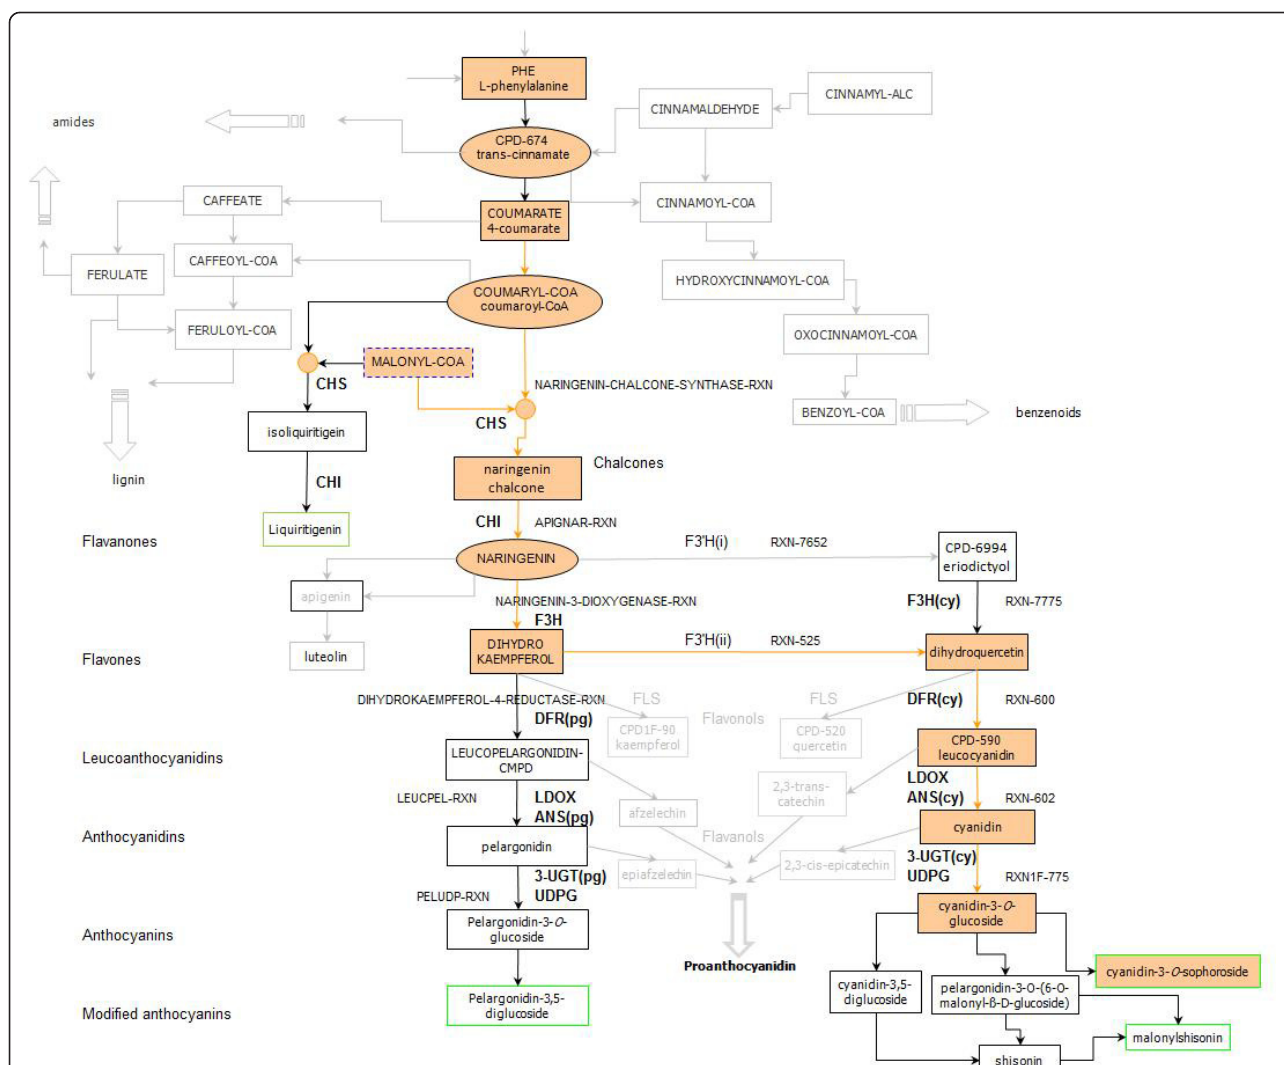 PHE
L-phenylalanine
CINNAMYL-ALC
CINNAMALDEHYDE
amides
CPD-674
trans-cinnamate
CAFFEATE
COUMARATE
4-coumarate
CINNAMOYL-COA
FERULATE
CAFFEOYL-COA
HYDROXYCINNAMOYL-COA
COUMARYL-COA
coumaroyl-CoA
FERULOYL-COA
OXOCINNAMOYL-COA
MALONYL-COA
CHS
NARINGENIN-CHALCONE-SYNTHASE-RXN
BENZOYL-COA
benzenoids
CHS
isoliquiritigein
Chalcones
naringenin
chalcone
lignin
CHI
CHI
APIGNAR-RXN
Liquiritigenin
Flavanones
F3'H(i)
RXN-7652
CPD-6994
eriodictyol
NARINGENIN
apigenin
NARINGENIN-3-DIOXYGENASE-RXN
F3H
F3H(cy)
RXN-7775
luteolin
Flavones
DIHYDRO
KAEMPFEROL
F3'H(ii)
RXN-525
dihydroquercetin
DIHYDROKAEMPFEROL-4-REDUCTASE-RXN
FLS
FLS
DFR(pg)
Flavonols
DFR(cy)
RXN-600
CPD1F-90
kaempferol
CPD-520
quercetin
Leucoanthocyanidins
LEUCOPELARGONIDIN-
CMPD
CPD-590
leucocyanidin
LEUCPEL-RXN
LDOX
ANS(pg)
afzelechin
2,3-trans-
catechin
LDOX
ANS(cy)
RXN-602
Anthocyanidins
Flavanols
pelargonidin
cyanidin
epiafzelechin
2,3-cis-epicatechin
3-UGT(pg)
UDPG
PELUDP-RXN
3-UGT(cy)
UDPG
RXN1F-775
Anthocyanins
Pelargonidin-3-O-
glucoside
cyanidin-3-O-
glucoside
Proanthocyanidin
cyanidin-3-O-sophoroside
Modified anthocyanins
Pelargonidin-3,5-
diglucoside
cyanidin-3,5-
diglucoside
pelargonidin-3-O-(6-O-
malonyl-ß-D-glucoside)
malonylshisonin
shisonin